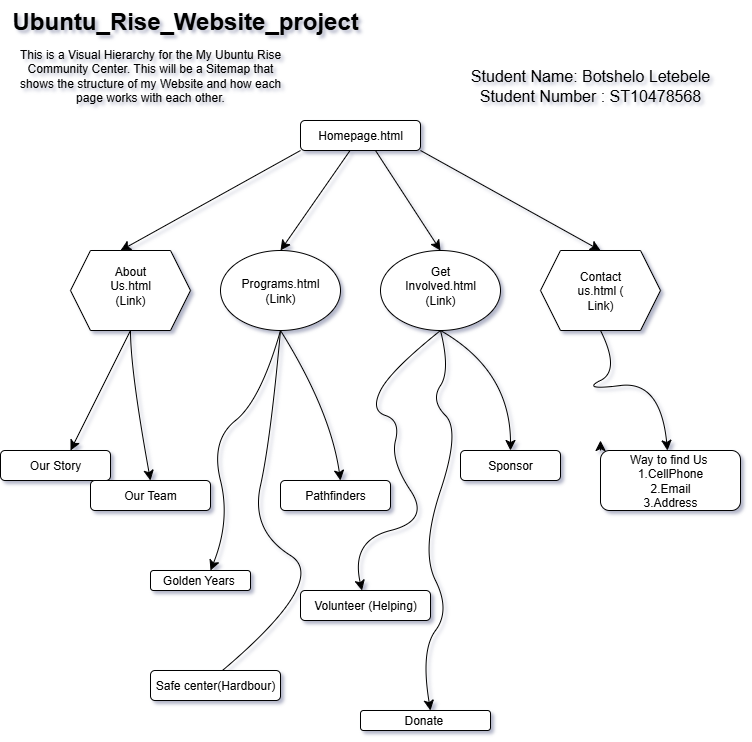 Ubuntu_Rise_Website_project
This is a Visual Hierarchy for the My Ubuntu Rise
Community Center. This will be a Sitemap that
shows the structure of my Website and how each
page works with each other.
Student Name: Botshelo Letebele
Student Number : ST10478568
Homepage.html
About
Us.html
(Link)
Programs.html
(Link)
Get
Involved.html
(Link)
Contact
us.html (
Link)
Our Story
Our Team
Pathfinders
Sponsor
Way to find Us
1.CellPhone
2.Email
3.Address
Golden Years
Volunteer (Helping)
Safe center(Hardbour)
Donate